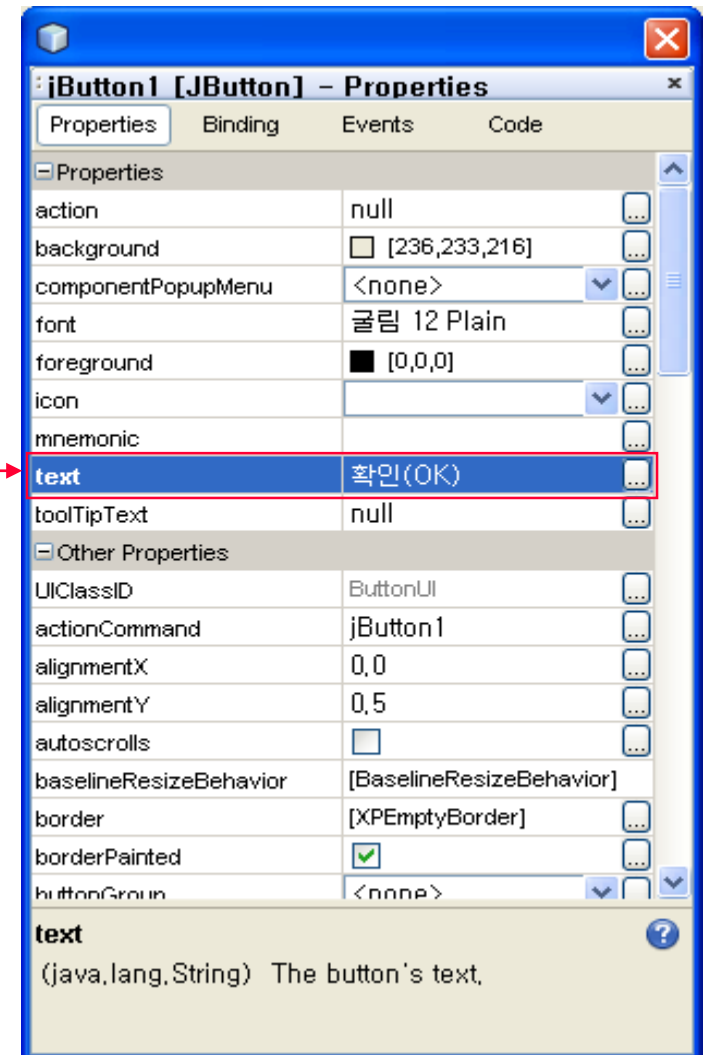 jButton1 [JButton] - Properties
Properties Binding Events Code
Properties
action null
background [236,233,216]
componentPopupMenu <none>
font 굴림 12 Plain
foreground [0,0,0]
icon
mnemonic
text 확인(OK)
toolTipText null
Other Properties
UIClassID ButtonUI
actionCommand jButton1
alignmentX 0,0
alignmentY 0,5
autoscrolls
baselineResizeBehavior [BaselineResizeBehavior]
border [XPEmptyBorder]
borderPainted
buttonGroup <none>
text
(java,lang,String) The button's text,